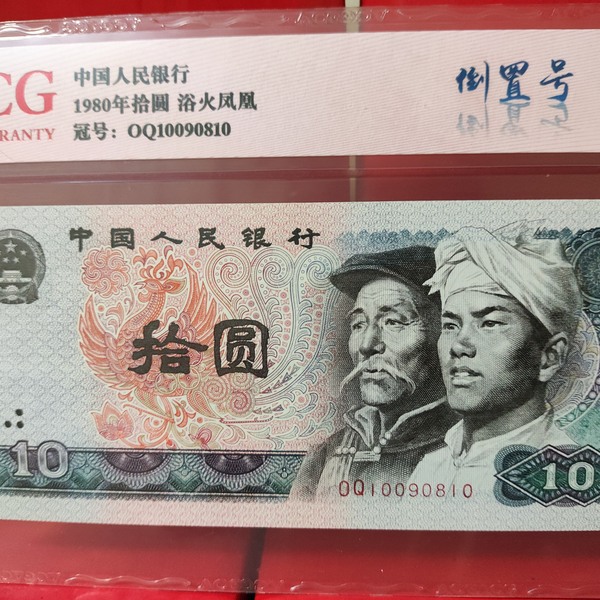 CG
RRANTY
中国人民银行
1980年拾圆 浴火凤凰
冠号：OQ10090810
倒置号
中国人民银行
拾圆
10
OQ10090810
10